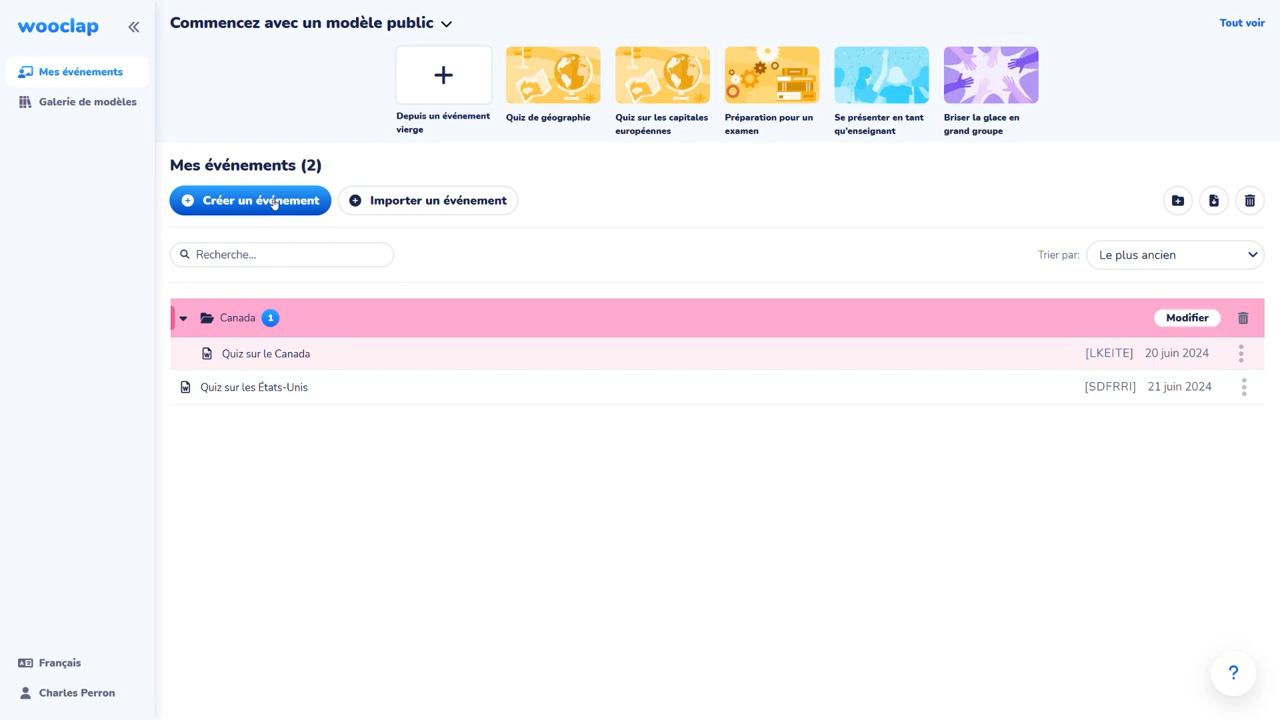 wooclap
Mes événements
Galerie de modèles
Français
Charles Perron
Commencez avec un modèle public
Tout voir
Depuis un événement
vierge
Quiz de géographie
Quiz sur les capitales
européennes
Préparation pour un
examen
Se présenter en tant
qu'enseignant
Briser la glace en
grand groupe
Mes événements (2)
Créer un événement
Importer un événement
Recherche...
Trier par:
Le plus ancien
Canada 1
Modifier
Quiz sur le Canada
[LKEITE] 20 juin 2024
Quiz sur les États-Unis
[SDFRRI] 21 juin 2024
?